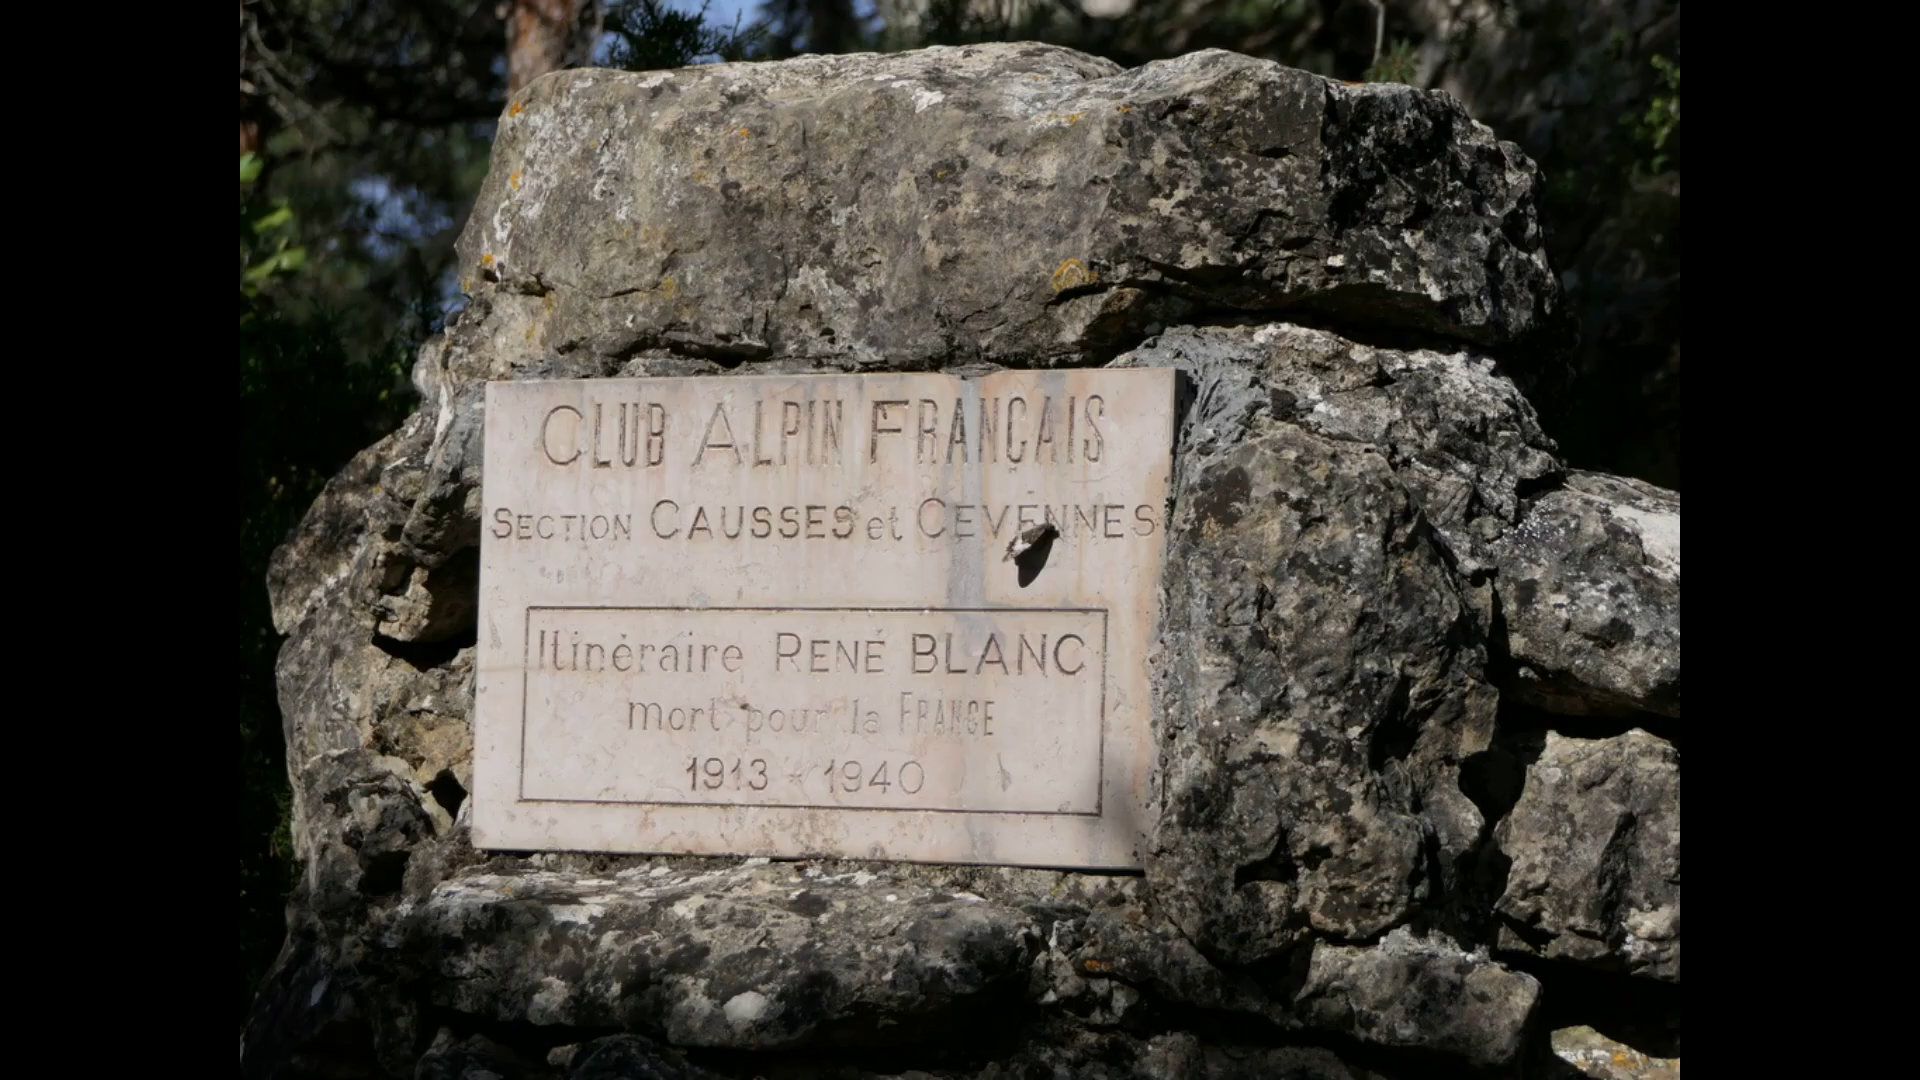 CLUB ALPIN FRANÇAIS
SECTION CAUSSES et CEVENNES
Itinéraire RENÉ BLANC
mort pour la FRANCE
1913 - 1940